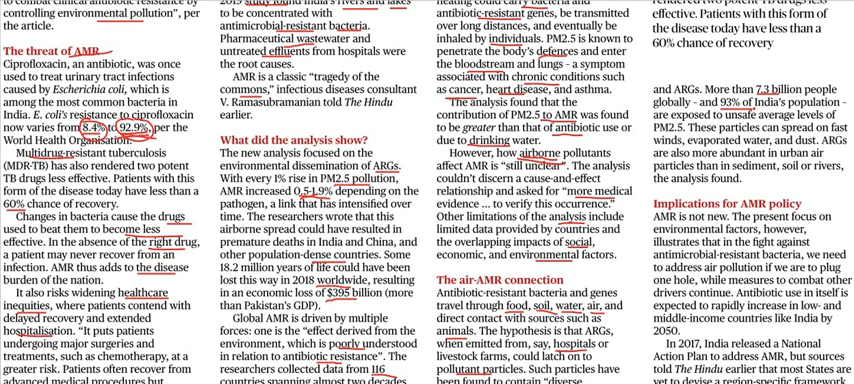 to combat clinical antibiotic resistance by
controlling environmental pollution”, per
the article.
The threat of AMR
Ciprofloxacin, an antibiotic, was once
used to treat urinary tract infections
caused by Escherichia coli, which is
among the most common bacteria in
India. E. coli’s resistance to ciprofloxacin
now varies from 8.4% to 92.9%, per the
World Health Organisation.
Multidrug-resistant tuberculosis
(MDR-TB) has also rendered two potent
TB drugs less effective. Patients with this
form of the disease today have less than a
60% chance of recovery.
Changes in bacteria cause the drugs
used to beat them to become less
effective. In the absence of the right drug,
a patient may never recover from an
infection. AMR thus adds to the disease
burden of the nation.
It also risks widening healthcare
inequities, where patients contend with
delayed recovery and extended
hospitalisation. “It puts patients
undergoing major surgeries and
treatments, such as chemotherapy, at a
greater risk. Patients often recover from
advanced medical procedures but
2019 study found India’s rivers and lakes
to be concentrated with
antimicrobial-resistant bacteria.
Pharmaceutical wastewater and
untreated effluents from hospitals were
the root causes.
AMR is a classic “tragedy of the
commons,” infectious diseases consultant
V. Ramasubramanian told The Hindu
earlier.
What did the analysis show?
The new analysis focused on the
environmental dissemination of ARGs.
With every 1% rise in PM2.5 pollution,
AMR increased 0.5-1.9% depending on the
pathogen, a link that has intensified over
time. The researchers wrote that this
airborne spread could have resulted in
premature deaths in India and China, and
other population-dense countries. Some
18.2 million years of life could have been
lost this way in 2018 worldwide, resulting
in an economic loss of $395 billion (more
than Pakistan’s GDP).
Global AMR is driven by multiple
forces: one is the “effect derived from the
environment, which is poorly understood
in relation to antibiotic resistance”. The
researchers collected data from 116
countries spanning almost two decades
heating could carry bacteria and
antibiotic-resistant genes, be transmitted
over long distances, and eventually be
inhaled by individuals. PM2.5 is known to
penetrate the body’s defences and enter
the bloodstream and lungs - a symptom
associated with chronic conditions such
as cancer, heart disease, and asthma.
The analysis found that the
contribution of PM2.5 to AMR was found
to be greater than that of antibiotic use or
due to drinking water.
However, how airborne pollutants
affect AMR is “still unclear”. The analysis
couldn’t discern a cause-and-effect
relationship and asked for “more medical
evidence ... to verify this occurrence.”
Other limitations of the analysis include
limited data provided by countries and
the overlapping impacts of social,
economic, and environmental factors.
The air-AMR connection
Antibiotic-resistant bacteria and genes
travel through food, soil, water, air, and
direct contact with sources such as
animals. The hypothesis is that ARGs,
when emitted from, say, hospitals or
livestock farms, could latch on to
pollutant particles. Such particles have
been found to contain “diverse
rendered two potent TB drugs less
effective. Patients with this form of
the disease today have less than a
60% chance of recovery
and ARGs. More than 7.3 billion people
globally - and 93% of India’s population -
are exposed to unsafe average levels of
PM2.5. These particles can spread on fast
winds, evaporated water, and dust. ARGs
are also more abundant in urban air
particles than in sediment, soil or rivers,
the analysis found.
Implications for AMR policy
AMR is not new. The present focus on
environmental factors, however,
illustrates that in the fight against
antimicrobial-resistant bacteria, we need
to address air pollution if we are to plug
one hole, while measures to combat other
drivers continue. Antibiotic use in itself is
expected to rapidly increase in low- and
middle-income countries like India by
2050.
In 2017, India released a National
Action Plan to address AMR, but sources
told The Hindu earlier that most States are
yet to devise a region-specific framework